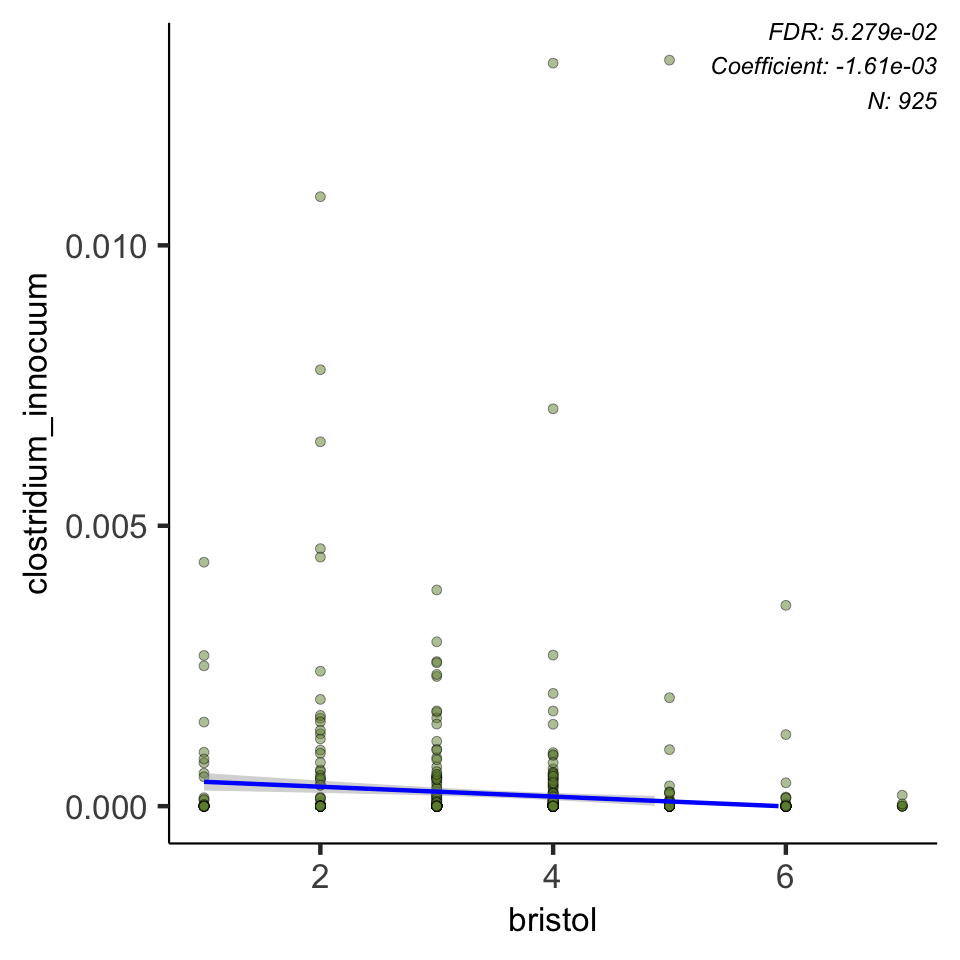 FDR: 5.279e-02
Coefficient: -1.61e-03
N: 925
0.010
0.005
0.000
clostridium_innocuum
2 4 6
bristol